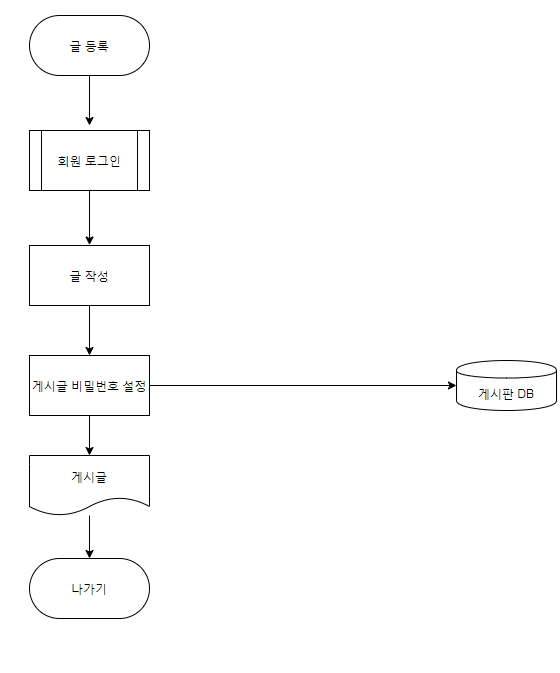 글 등록
회원 로그인
글 작성
게시글 비밀번호 설정
게시판 DB
게시글
나가기